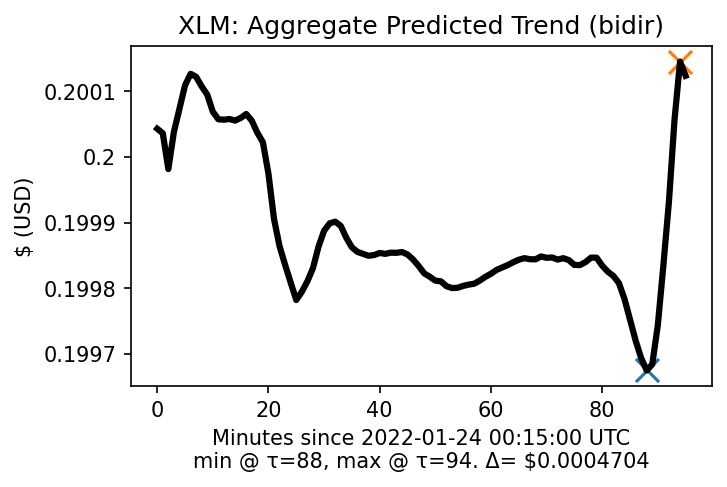 XLM: Aggregate Predicted Trend (bidir)
0.2001
0.2
0.1999
0.1998
0.1997
$ (USD)
0 20 40 60 80
Minutes since 2022-01-24 00:15:00 UTC
min @ τ=88, max @ τ=94. Δ= $0.0004704